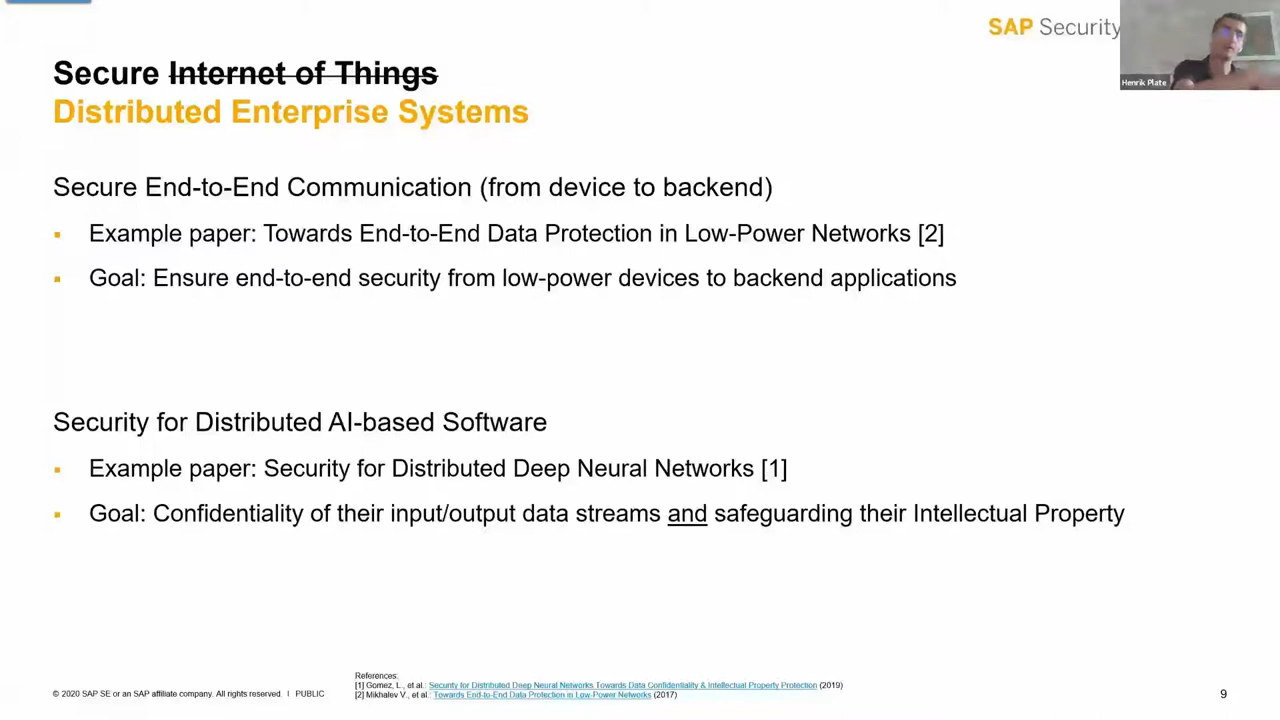 SAP Security
Henrik Plate
Secure Internet of Things
Distributed Enterprise Systems
Secure End-to-End Communication (from device to backend)
▪ Example paper: Towards End-to-End Data Protection in Low-Power Networks [2]
▪ Goal: Ensure end-to-end security from low-power devices to backend applications
Security for Distributed AI-based Software
▪ Example paper: Security for Distributed Deep Neural Networks [1]
▪ Goal: Confidentiality of their input/output data streams and safeguarding their Intellectual Property
References:
[1] Gomez, L., et al.: Security for Distributed Deep Neural Networks Towards Data Confidentiality & Intellectual Property Protection (2019)
[2] Mikhalev V., et al.: Towards End-to-End Data Protection in Low-Power Networks (2017)
© 2020 SAP SE or an SAP affiliate company. All rights reserved. | PUBLIC
9